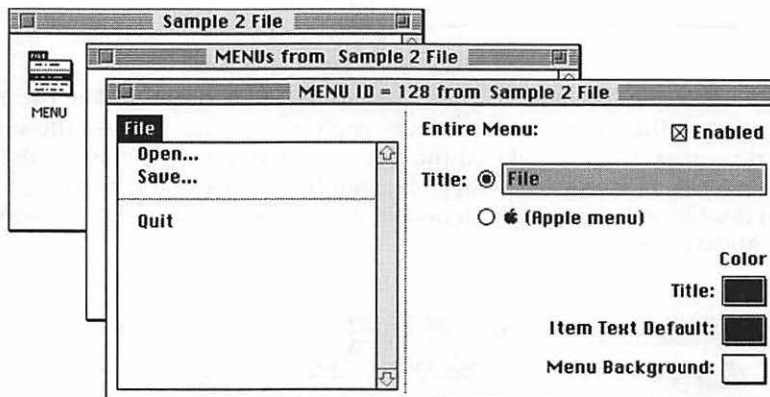 Sample 2 File
FILE
MENU
MENUs from Sample 2 File
MENU ID = 128 from Sample 2 File
File
Open...
Save...
Quit
Entire Menu:
Enabled
Title:
File
(Apple menu)
Color
Title:
Item Text Default:
Menu Background: